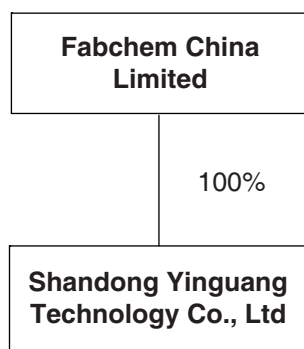 Fabchem China
Limited
100%
Shandong Yinguang
Technology Co., Ltd